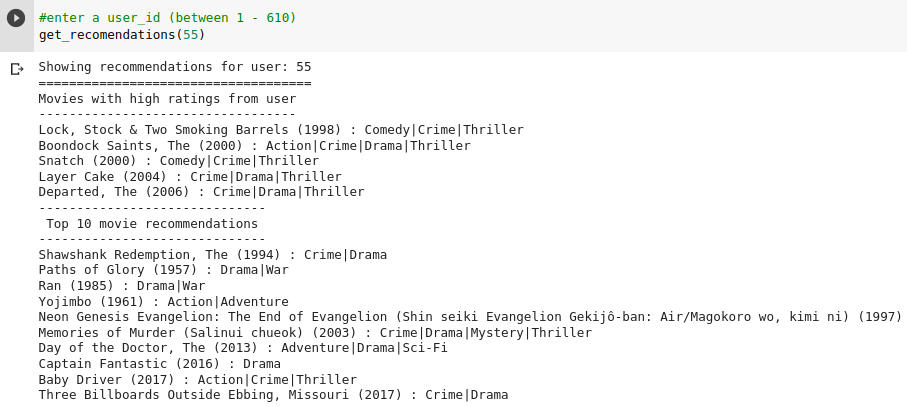 #enter a user_id (between 1 - 610)
get_recomendations(55)
Showing recommendations for user: 55
====================================
Movies with high ratings from user
----------------------------------
Lock, Stock & Two Smoking Barrels (1998) : Comedy|Crime|Thriller
Boondock Saints, The (2000) : Action|Crime|Drama|Thriller
Snatch (2000) : Comedy|Crime|Thriller
Layer Cake (2004) : Crime|Drama|Thriller
Departed, The (2006) : Crime|Drama|Thriller
------------------------------
 Top 10 movie recommendations
------------------------------
Shawshank Redemption, The (1994) : Crime|Drama
Paths of Glory (1957) : Drama|War
Ran (1985) : Drama|War
Yojimbo (1961) : Action|Adventure
Neon Genesis Evangelion: The End of Evangelion (Shin seiki Evangelion Gekijô-ban: Air/Magokoro wo, kimi ni) (1997)
Memories of Murder (Salinui chueok) (2003) : Crime|Drama|Mystery|Thriller
Day of the Doctor, The (2013) : Adventure|Drama|Sci-Fi
Captain Fantastic (2016) : Drama
Baby Driver (2017) : Action|Crime|Thriller
Three Billboards Outside Ebbing, Missouri (2017) : Crime|Drama